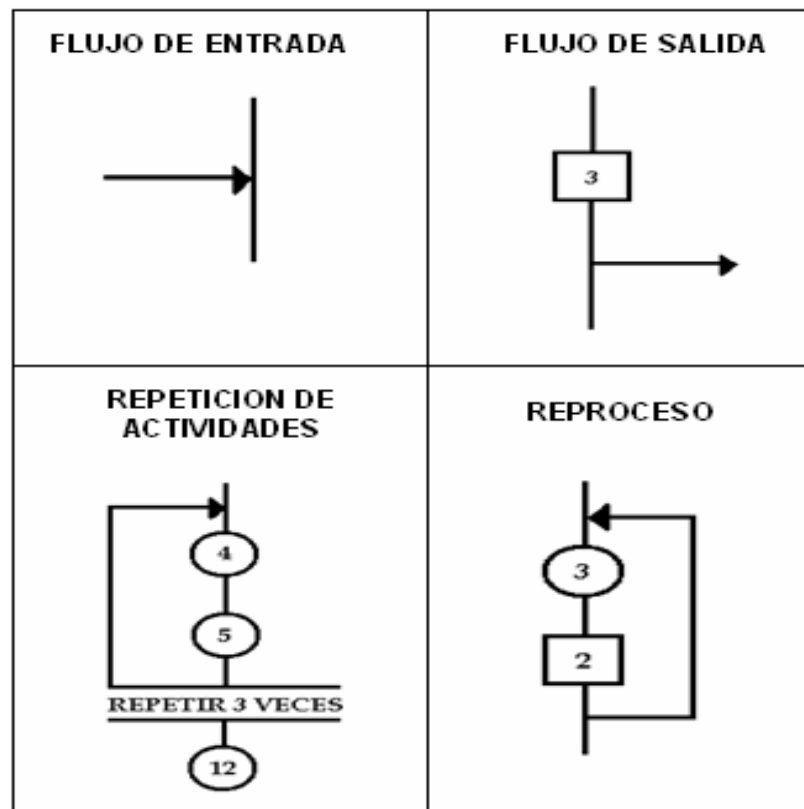 FLUJO DE ENTRADA
FLUJO DE SALIDA
3
REPETICION DE
ACTIVIDADES
4
5
REPETIR 3 VECES
12
REPROCESO
3
2